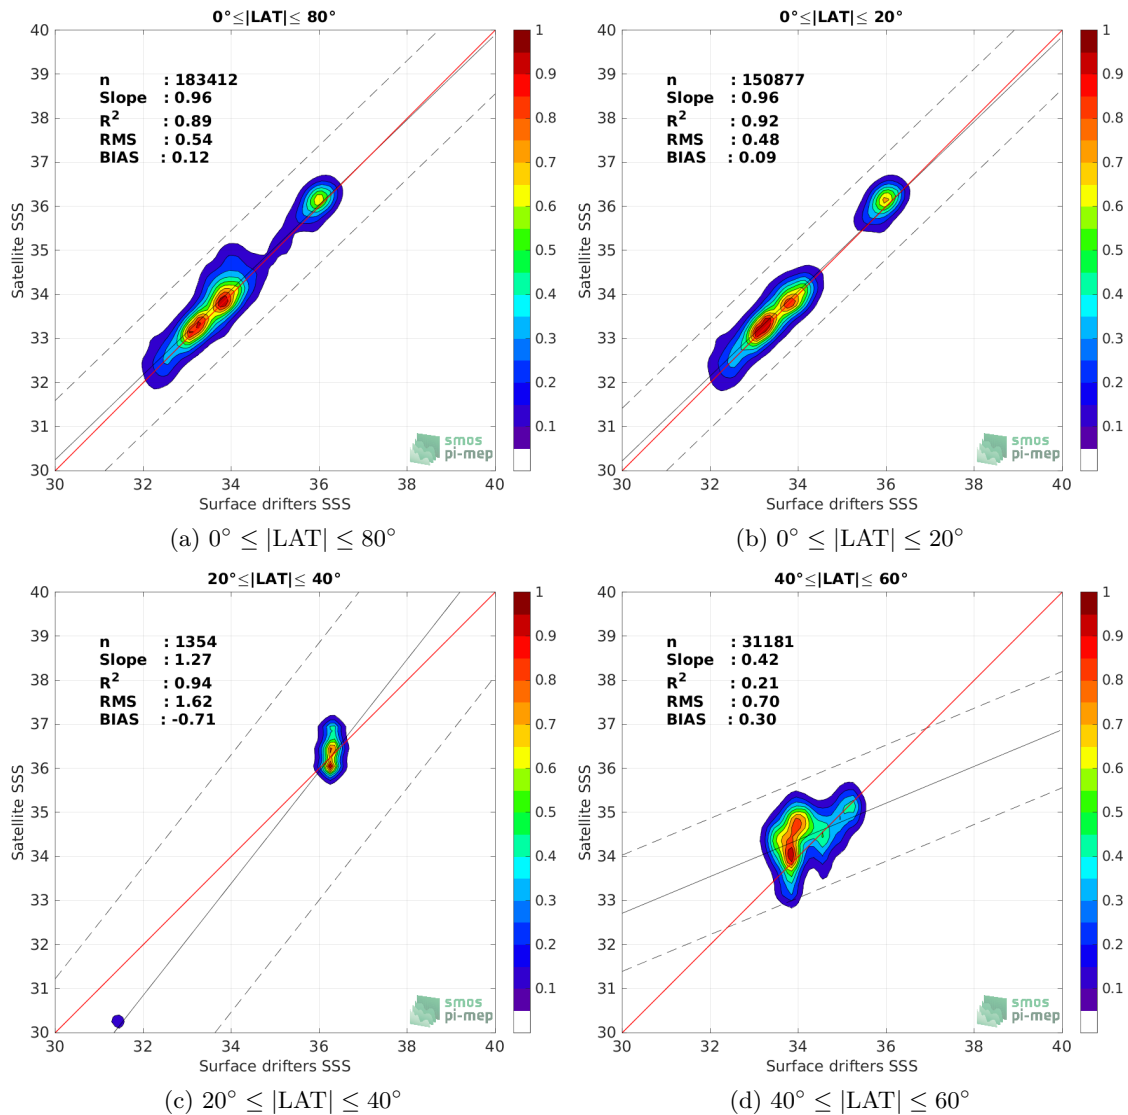 0°≤|LAT|≤ 80°
n : 183412
Slope : 0.96
R² : 0.89
RMS : 0.54
BIAS : 0.12
Satellite SSS
40
39
38
37
36
35
34
33
32
31
30
30 32 34 36 38 40
Surface drifters SSS
1
0.9
0.8
0.7
0.6
0.5
0.4
0.3
0.2
0.1
smos
pi-mep
(a) 0° ≤ |LAT| ≤ 80°
0°≤|LAT|≤ 20°
n : 150877
Slope : 0.96
R² : 0.92
RMS : 0.48
BIAS : 0.09
Satellite SSS
40
39
38
37
36
35
34
33
32
31
30
30 32 34 36 38 40
Surface drifters SSS
1
0.9
0.8
0.7
0.6
0.5
0.4
0.3
0.2
0.1
smos
pi-mep
(b) 0° ≤ |LAT| ≤ 20°
20°≤|LAT|≤ 40°
n : 1354
Slope : 1.27
R² : 0.94
RMS : 1.62
BIAS : -0.71
Satellite SSS
40
39
38
37
36
35
34
33
32
31
30
30 32 34 36 38 40
Surface drifters SSS
1
0.9
0.8
0.7
0.6
0.5
0.4
0.3
0.2
0.1
smos
pi-mep
(c) 20° ≤ |LAT| ≤ 40°
40°≤|LAT|≤ 60°
n : 31181
Slope : 0.42
R² : 0.21
RMS : 0.70
BIAS : 0.30
Satellite SSS
40
39
38
37
36
35
34
33
32
31
30
30 32 34 36 38 40
Surface drifters SSS
1
0.9
0.8
0.7
0.6
0.5
0.4
0.3
0.2
0.1
smos
pi-mep
(d) 40° ≤ |LAT| ≤ 60°